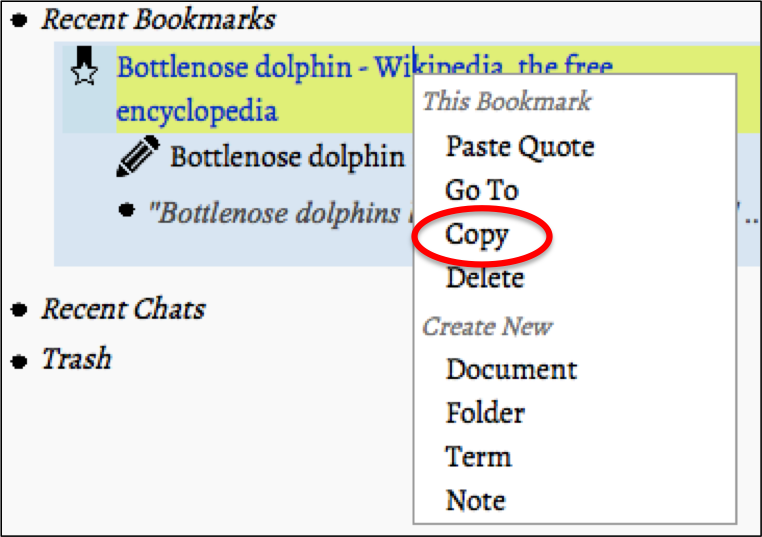 Recent Bookmarks
Bottlenose dolphin - Wikipedia, the free
encyclopedia
This Bookmark
Paste Quote
Bottlenose dolphin
Go To
"Bottlenose dolphins
" ..
Copy
Delete
Recent Chats
Create New
Trash
Document
Folder
Term
Note